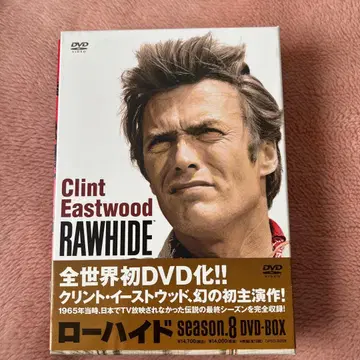 DVD
Clint
Eastwood
RAWHIDE
全世界初DVD化!!
DVD
クリント・イーストウッド、幻の初主演作!
1965年当時、日本でTV放映されなかった伝説の最終シーズンを完全収録!
ローハイド season.8 DVD-BOX